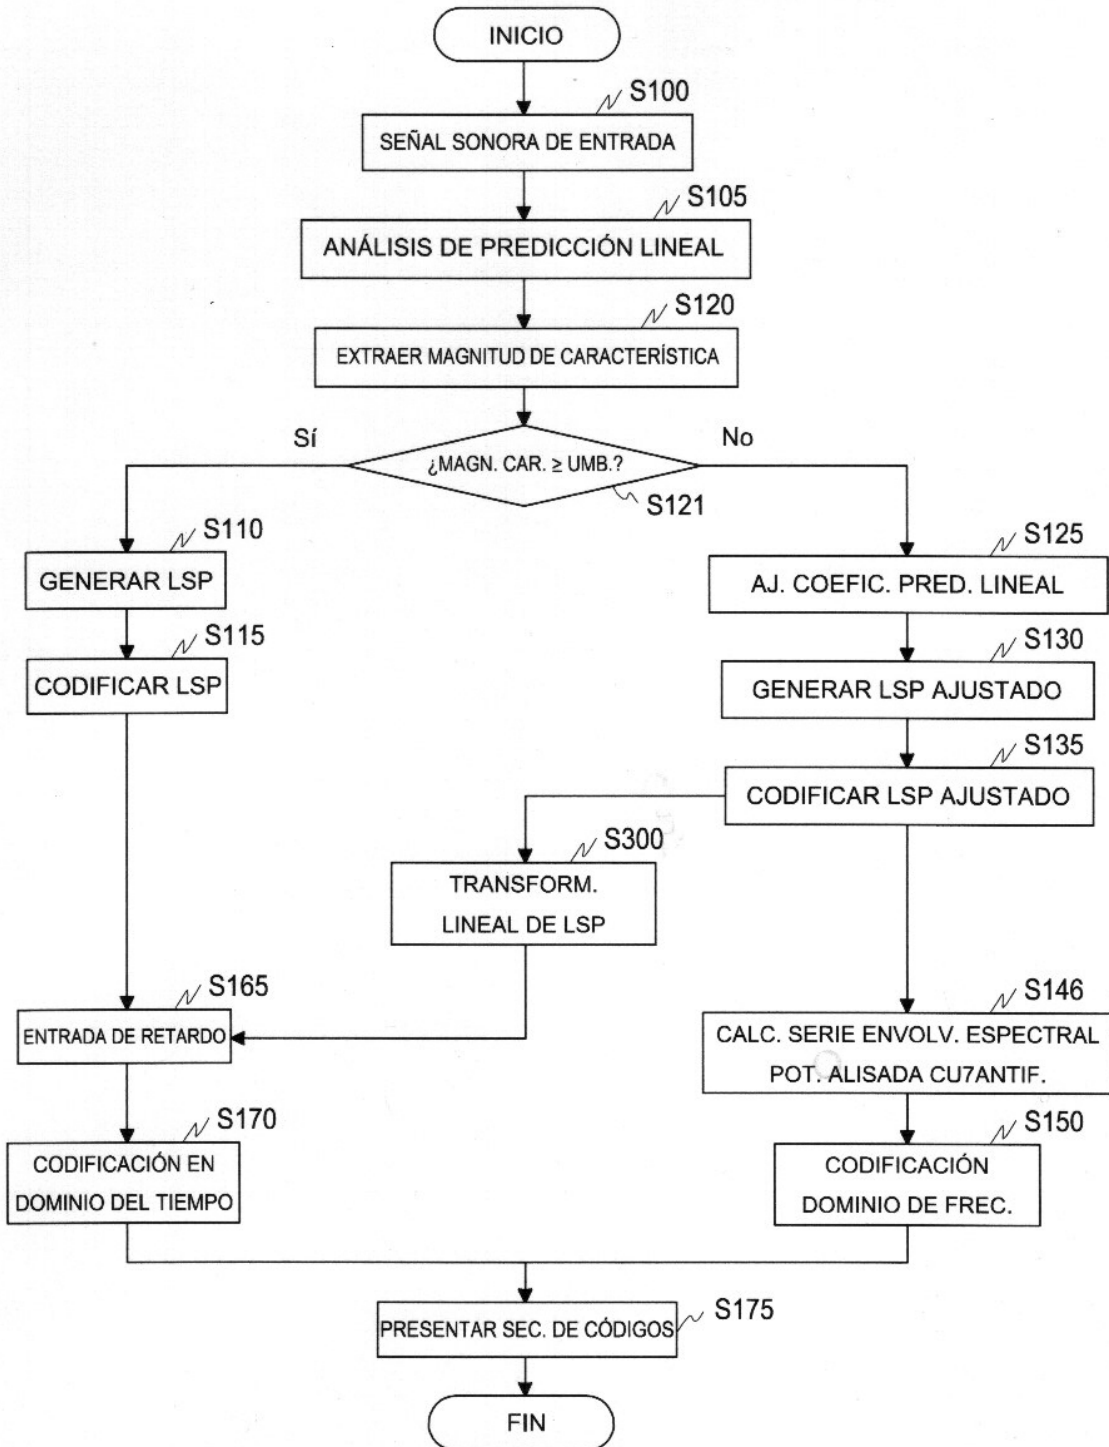 INICIO
S100
SEÑAL SONORA DE ENTRADA
S105
ANÁLISIS DE PREDICCIÓN LINEAL
S120
EXTRAER MAGNITUD DE CARACTERÍSTICA
Sí
No
¿MAGN. CAR. ≥ UMB.?
S121
S110
GENERAR LSP
S125
AJ. COEFIC. PRED. LINEAL
S115
CODIFICAR LSP
S130
GENERAR LSP AJUSTADO
S135
CODIFICAR LSP AJUSTADO
S300
TRANSFORM.
LINEAL DE LSP
S165
ENTRADA DE RETARDO
S146
CALC. SERIE ENVOLV. ESPECTRAL
POT. ALISADA CU7ANTIF.
S170
CODIFICACIÓN EN
DOMINIO DEL TIEMPO
S150
CODIFICACIÓN
DOMINIO DE FREC.
S175
PRESENTAR SEC. DE CÓDIGOS
FIN